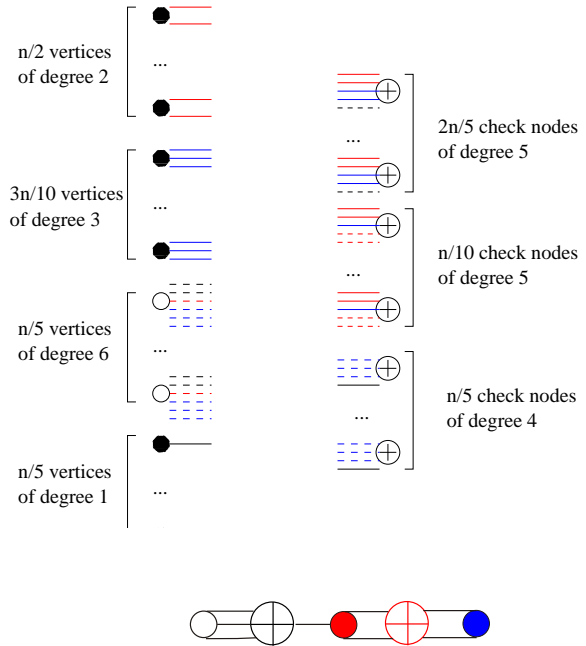 n/2 vertices
of degree 2
...
3n/10 vertices
of degree 3
...
n/5 vertices
of degree 6
...
n/5 vertices
of degree 1
...
2n/5 check nodes
of degree 5
...
n/10 check nodes
of degree 5
...
n/5 check nodes
of degree 4
...